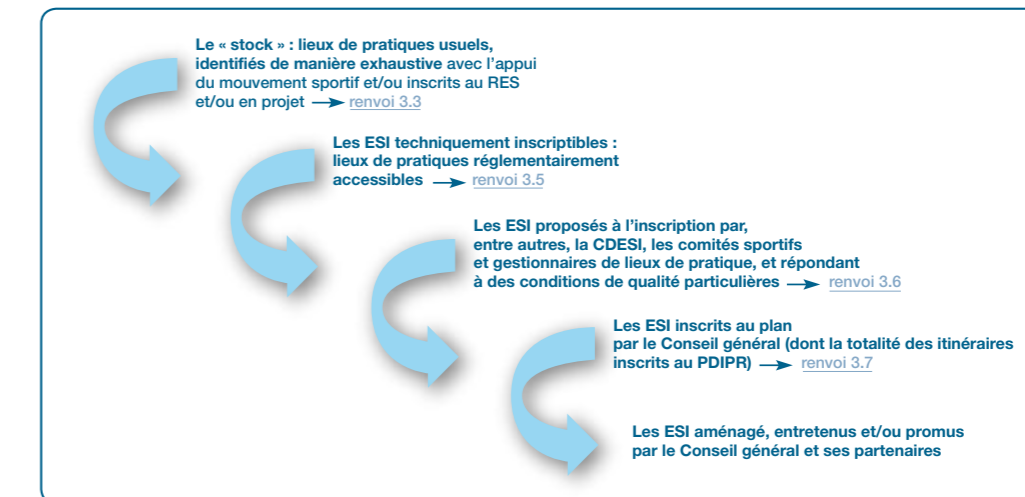 Le « stock » : lieux de pratiques usuels,
identifiés de manière exhaustive avec l'appui
du mouvement sportif et/ou inscrits au RES
et/ou en projet → renvoi 3.3
Les ESI techniquement inscriptibles :
lieux de pratiques réglementairement
accessibles → renvoi 3.5
Les ESI proposés à l'inscription par,
entre autres, la CDESI, les comités sportifs
et gestionnaires de lieux de pratique, et répondant
à des conditions de qualité particulières → renvoi 3.6
Les ESI inscrits au plan
par le Conseil général (dont la totalité des itinéraires
inscrits au PDIPR) → renvoi 3.7
Les ESI aménagé, entretenus et/ou promus
par le Conseil général et ses partenaires